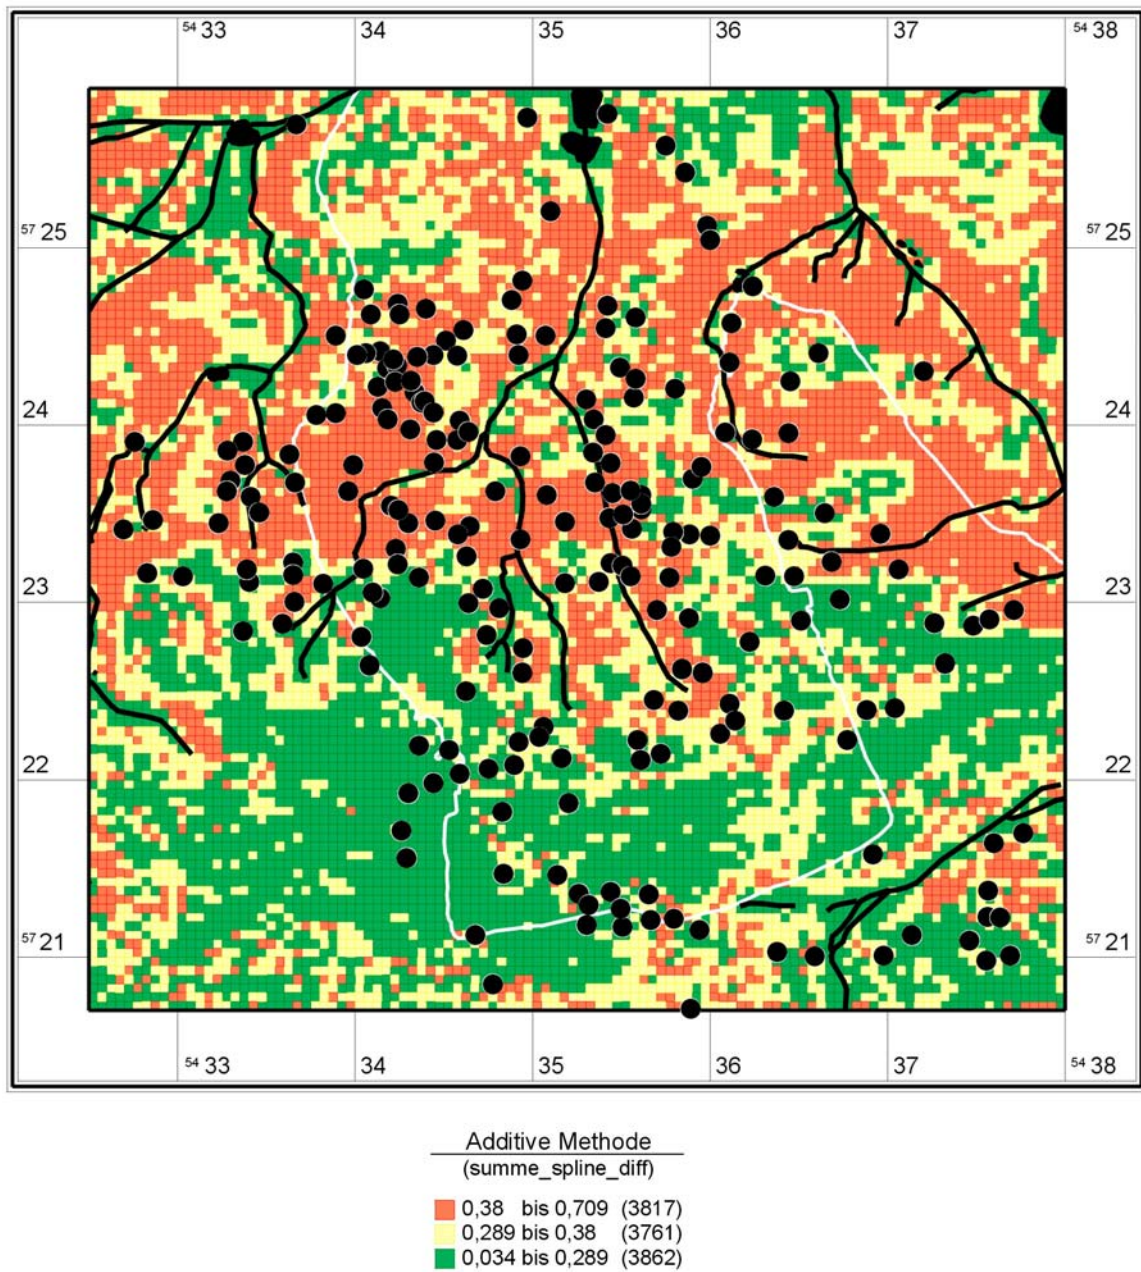 54 33 34 35 36 37 54 38
57 25 57 25
24 24
23 23
22 22
57 21 57 21
54 33 34 35 36 37 54 38
Additive Methode
(summe_spline_diff)
0,38 bis 0,709 (3817)
0,289 bis 0,38 (3761)
0,034 bis 0,289 (3862)